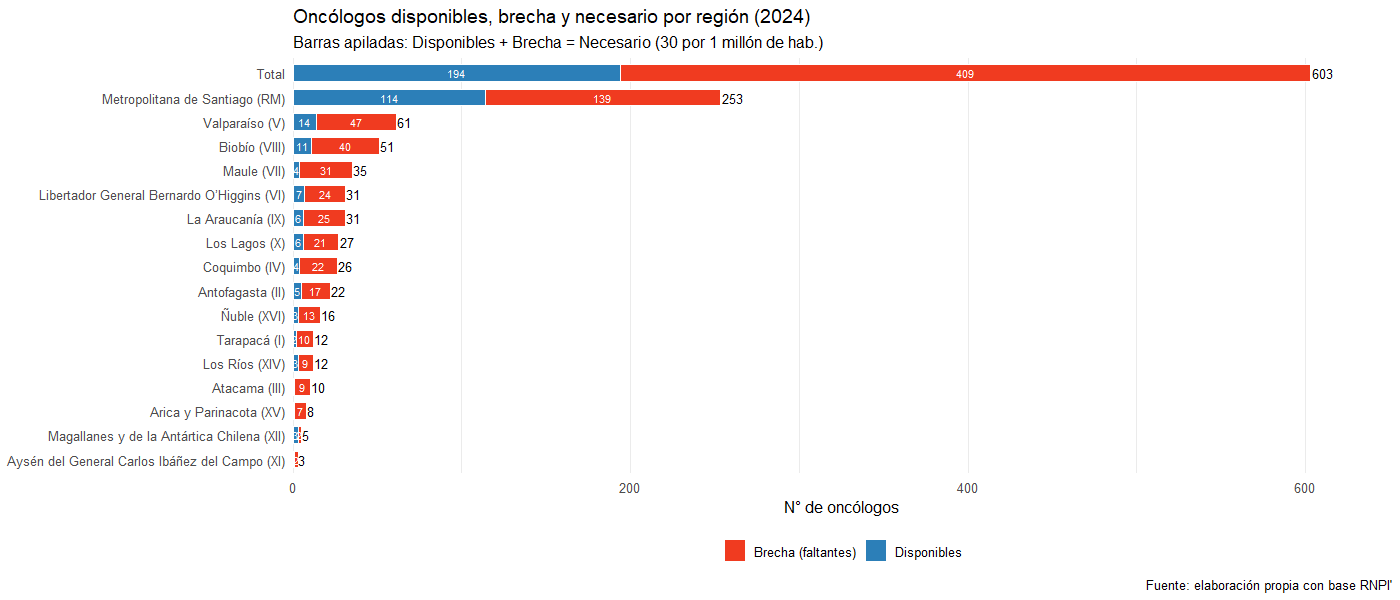 Oncólogos disponibles, brecha y necesario por región (2024)
Barras apiladas: Disponibles + Brecha = Necesario (30 por 1 millón de hab.)
Total 194 409 603
Metropolitana de Santiago (RM) 114 139 253
Valparaíso (V) 14 47 61
Biobío (VIII) 11 40 51
Maule (VII) 4 31 35
Libertador General Bernardo O'Higgins (VI) 7 24 31
La Araucanía (IX) 6 25 31
Los Lagos (X) 6 21 27
Coquimbo (IV) 4 22 26
Antofagasta (II) 5 17 22
Ñuble (XVI) 3 13 16
Tarapacá (I) 10 12
Los Ríos (XIV) 3 9 12
Atacama (III) 9 10
Arica y Parinacota (XV) 7 8
Magallanes y de la Antártica Chilena (XII) 5
Aysén del General Carlos Ibáñez del Campo (XI) 3
0 200 400 600
N° de oncólogos
Brecha (faltantes) Disponibles
Fuente: elaboración propia con base RNPI'